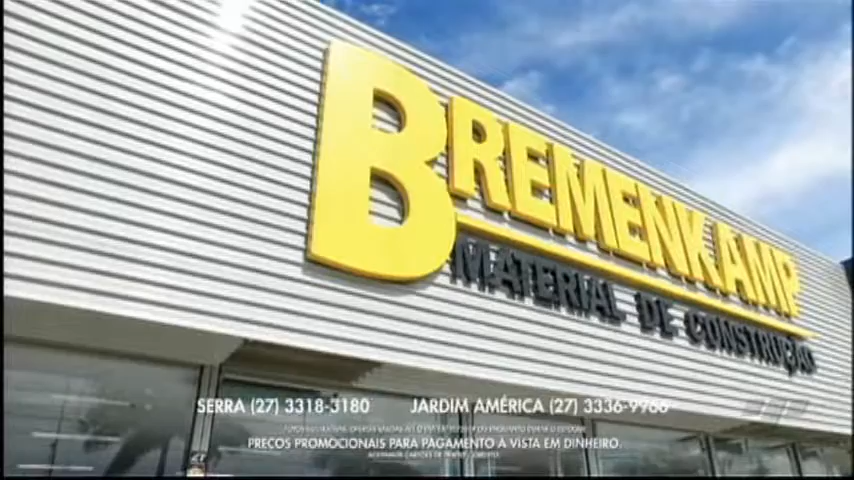 BREMENKAMP
MATERIAL DE CONSTRUÇÃO
SERRA (27) 3318-3180 JARDIM AMÉRICA (27) 3336-9966
PREÇOS PROMOCIONAIS PARA PAGAMENTO À VISTA EM DINHEIRO.